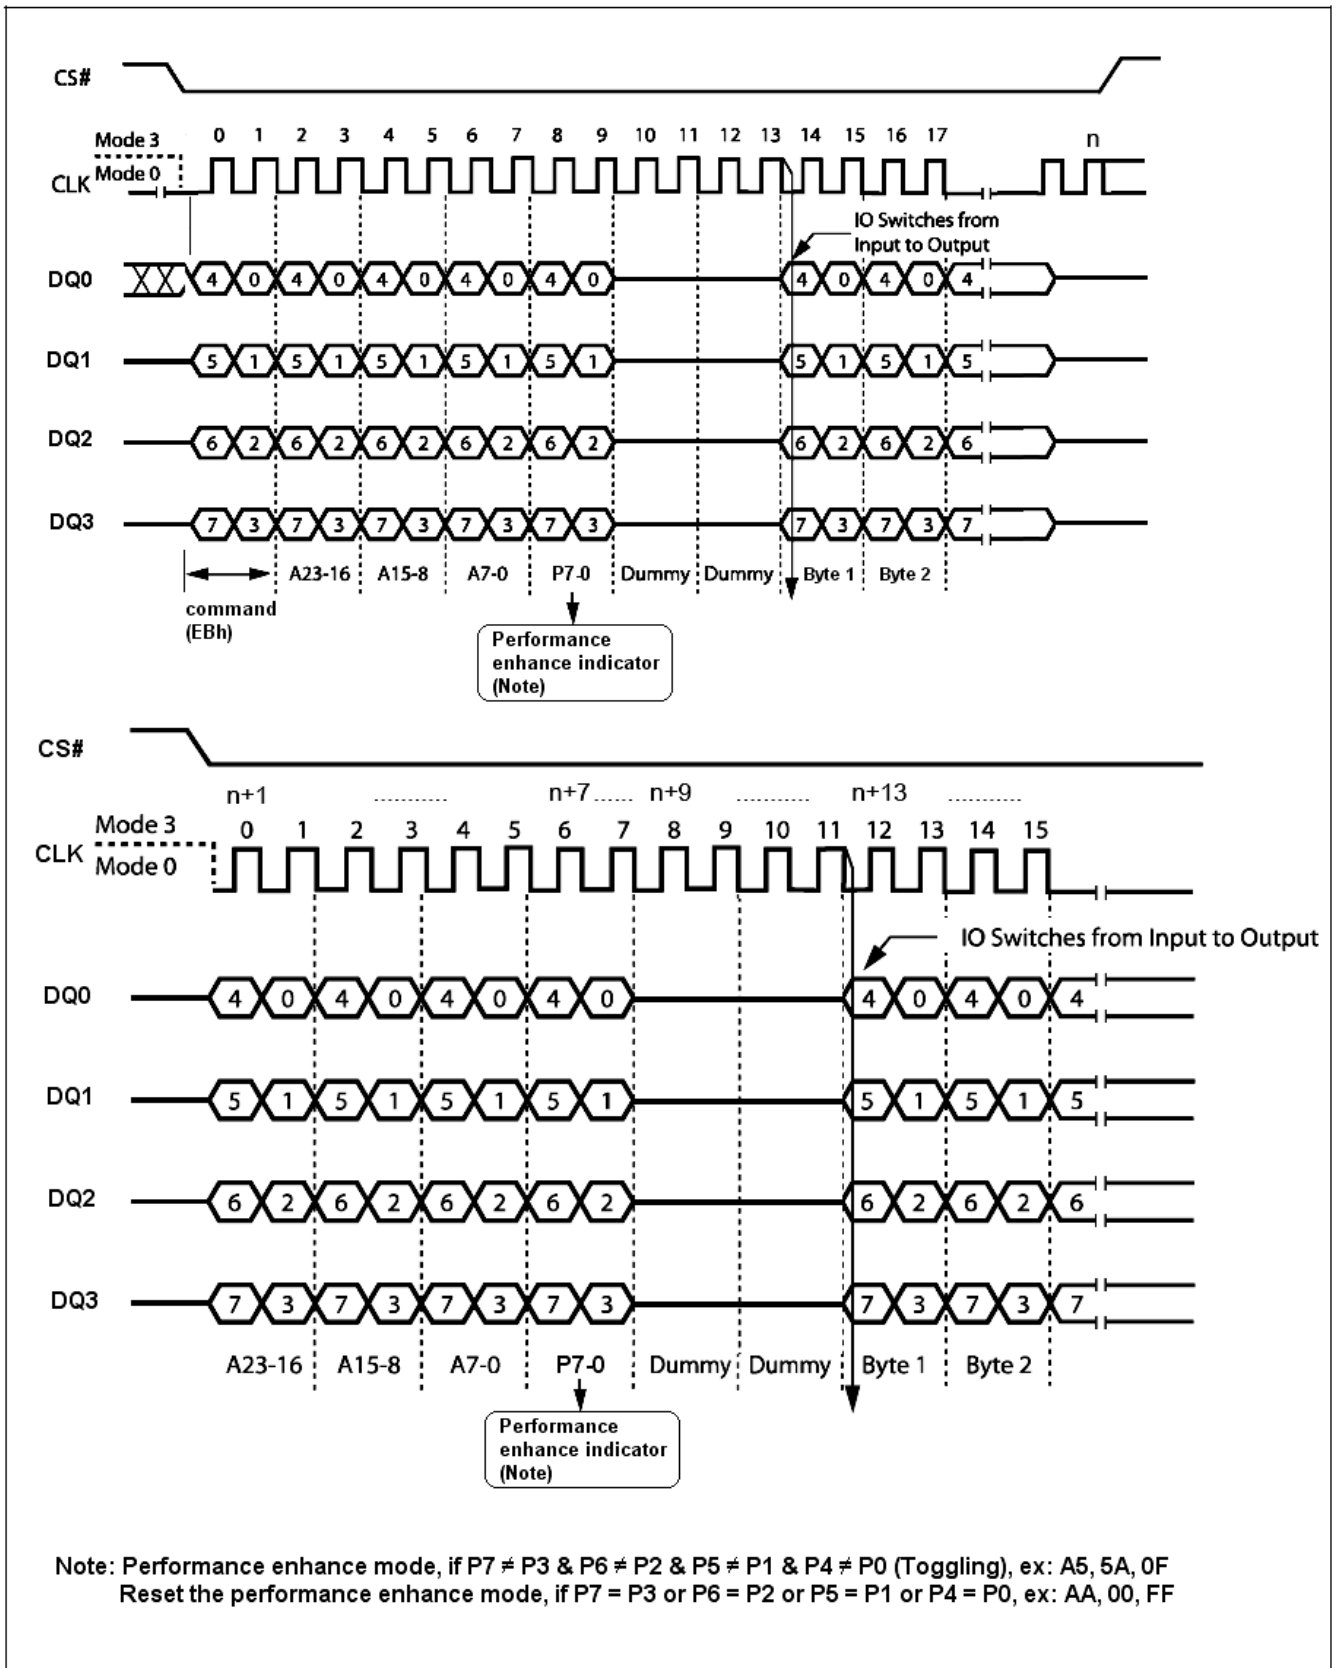 CS#
0 1 2 3 4 5 6 7 8 9 10 11 12 13 14 15 16 17 n
Mode 3
CLK Mode 0
IO Switches from
Input to Output
DQ0 4 0 4 0 4 0 4 0 4 0 4 0 4 0 4
DQ1 5 1 5 1 5 1 5 1 5 1 5 1 5 1 5
DQ2 6 2 6 2 6 2 6 2 6 2 6 2 6 2 6
DQ3 7 3 7 3 7 3 7 3 7 3 7 3 7 3 7
A23-16 A15-8 A7-0 P7-0 Dummy Dummy Byte 1 Byte 2
command
(EBh)
Performance
enhance indicator
(Note)
CS#
n+1 .......... n+7 ...... n+9 .......... n+13 ..........
Mode 3 0 1 2 3 4 5 6 7 8 9 10 11 12 13 14 15
CLK Mode 0
IO Switches from Input to Output
DQ0 4 0 4 0 4 0 4 0 4 0 4 0 4
DQ1 5 1 5 1 5 1 5 1 5 1 5 1 5
DQ2 6 2 6 2 6 2 6 2 6 2 6 2 6
DQ3 7 3 7 3 7 3 7 3 7 3 7 3 7
A23-16 A15-8 A7-0 P7-0 Dummy Dummy Byte 1 Byte 2
Performance
enhance indicator
(Note)
Note: Performance enhance mode, if P7 ≠ P3 & P6 ≠ P2 & P5 ≠ P1 & P4 ≠ P0 (Toggling), ex: A5, 5A, 0F
Reset the performance enhance mode, if P7 = P3 or P6 = P2 or P5 = P1 or P4 = P0, ex: AA, 00, FF